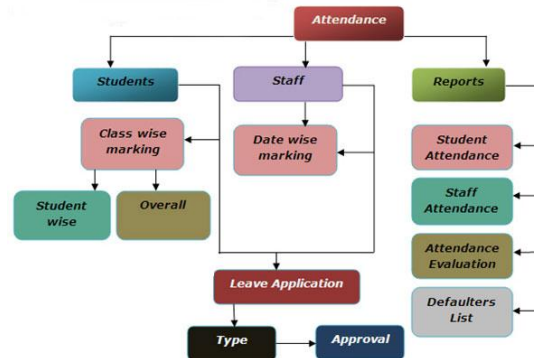 Attendance
Students
Staff
Reports
Class wise
marking
Date wise
marking
Student
Attendance
Student
wise
Overall
Staff
Attendance
Attendance
Evaluation
Leave Application
Defaulters
List
Type
Approval